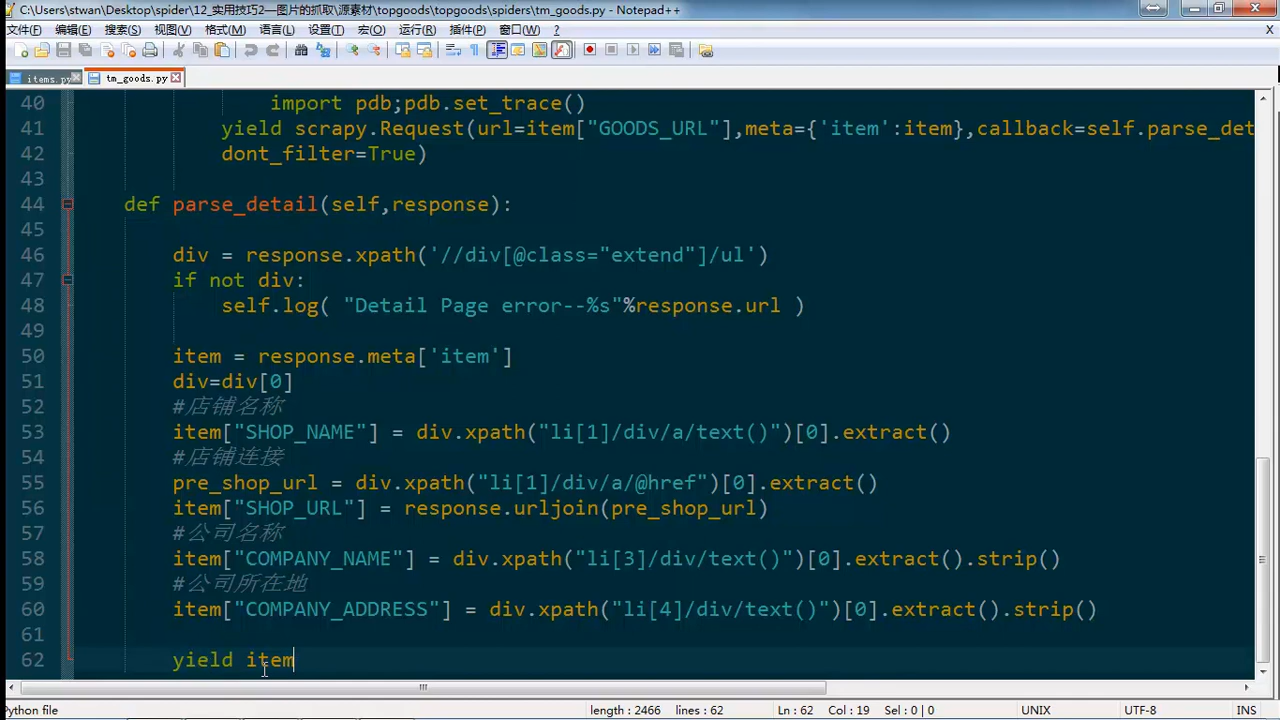 C:\Users\stwan\Desktop\spider\12_实用技巧2—图片的抓取\源素材\topgoods\topgoods\spiders\tm_goods.py - Notepad++
文件(F) 编辑(E) 搜索(S) 视图(V) 格式(M) 语言(L) 设置(T) 宏(O) 运行(R) 插件(P) 窗口(W) ? X
items.py tm_goods.py
40 import pdb;pdb.set_trace()
41 yield scrapy.Request(url=item["GOODS_URL"],meta={'item':item},callback=self.parse_det
42 dont_filter=True)
43
44 def parse_detail(self,response):
45
46 div = response.xpath('//div[@class="extend"]/ul')
47 if not div:
48 self.log( "Detail Page error--%s"%response.url )
49
50 item = response.meta['item']
51 div=div[0]
52 #店铺名称
53 item["SHOP_NAME"] = div.xpath("li[1]/div/a/text()")[0].extract()
54 #店铺连接
55 pre_shop_url = div.xpath("li[1]/div/a/@href")[0].extract()
56 item["SHOP_URL"] = response.urljoin(pre_shop_url)
57 #公司名称
58 item["COMPANY_NAME"] = div.xpath("li[3]/div/text()")[0].extract().strip()
59 #公司所在地
60 item["COMPANY_ADDRESS"] = div.xpath("li[4]/div/text()")[0].extract().strip()
61
62 yield item
Python file length : 2466 lines : 62 Ln : 62 Col : 19 Sel : 0 | 0 UNIX UTF-8 INS